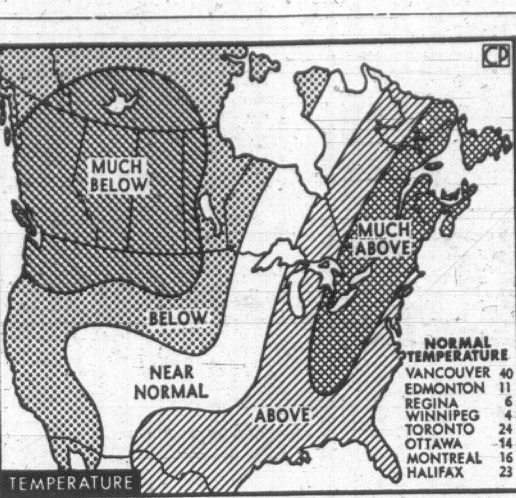 CP
MUCH
BELOW
MUCH
ABOVE
BELOW
NEAR
NORMAL
ABOVE
NORMAL
TEMPERATURE
VANCOUVER 40
EDMONTON 11
REGINA 6
WINNIPEG 4
TORONTO 24
OTTAWA 14
MONTREAL 16
HALIFAX 23
TEMPERATURE